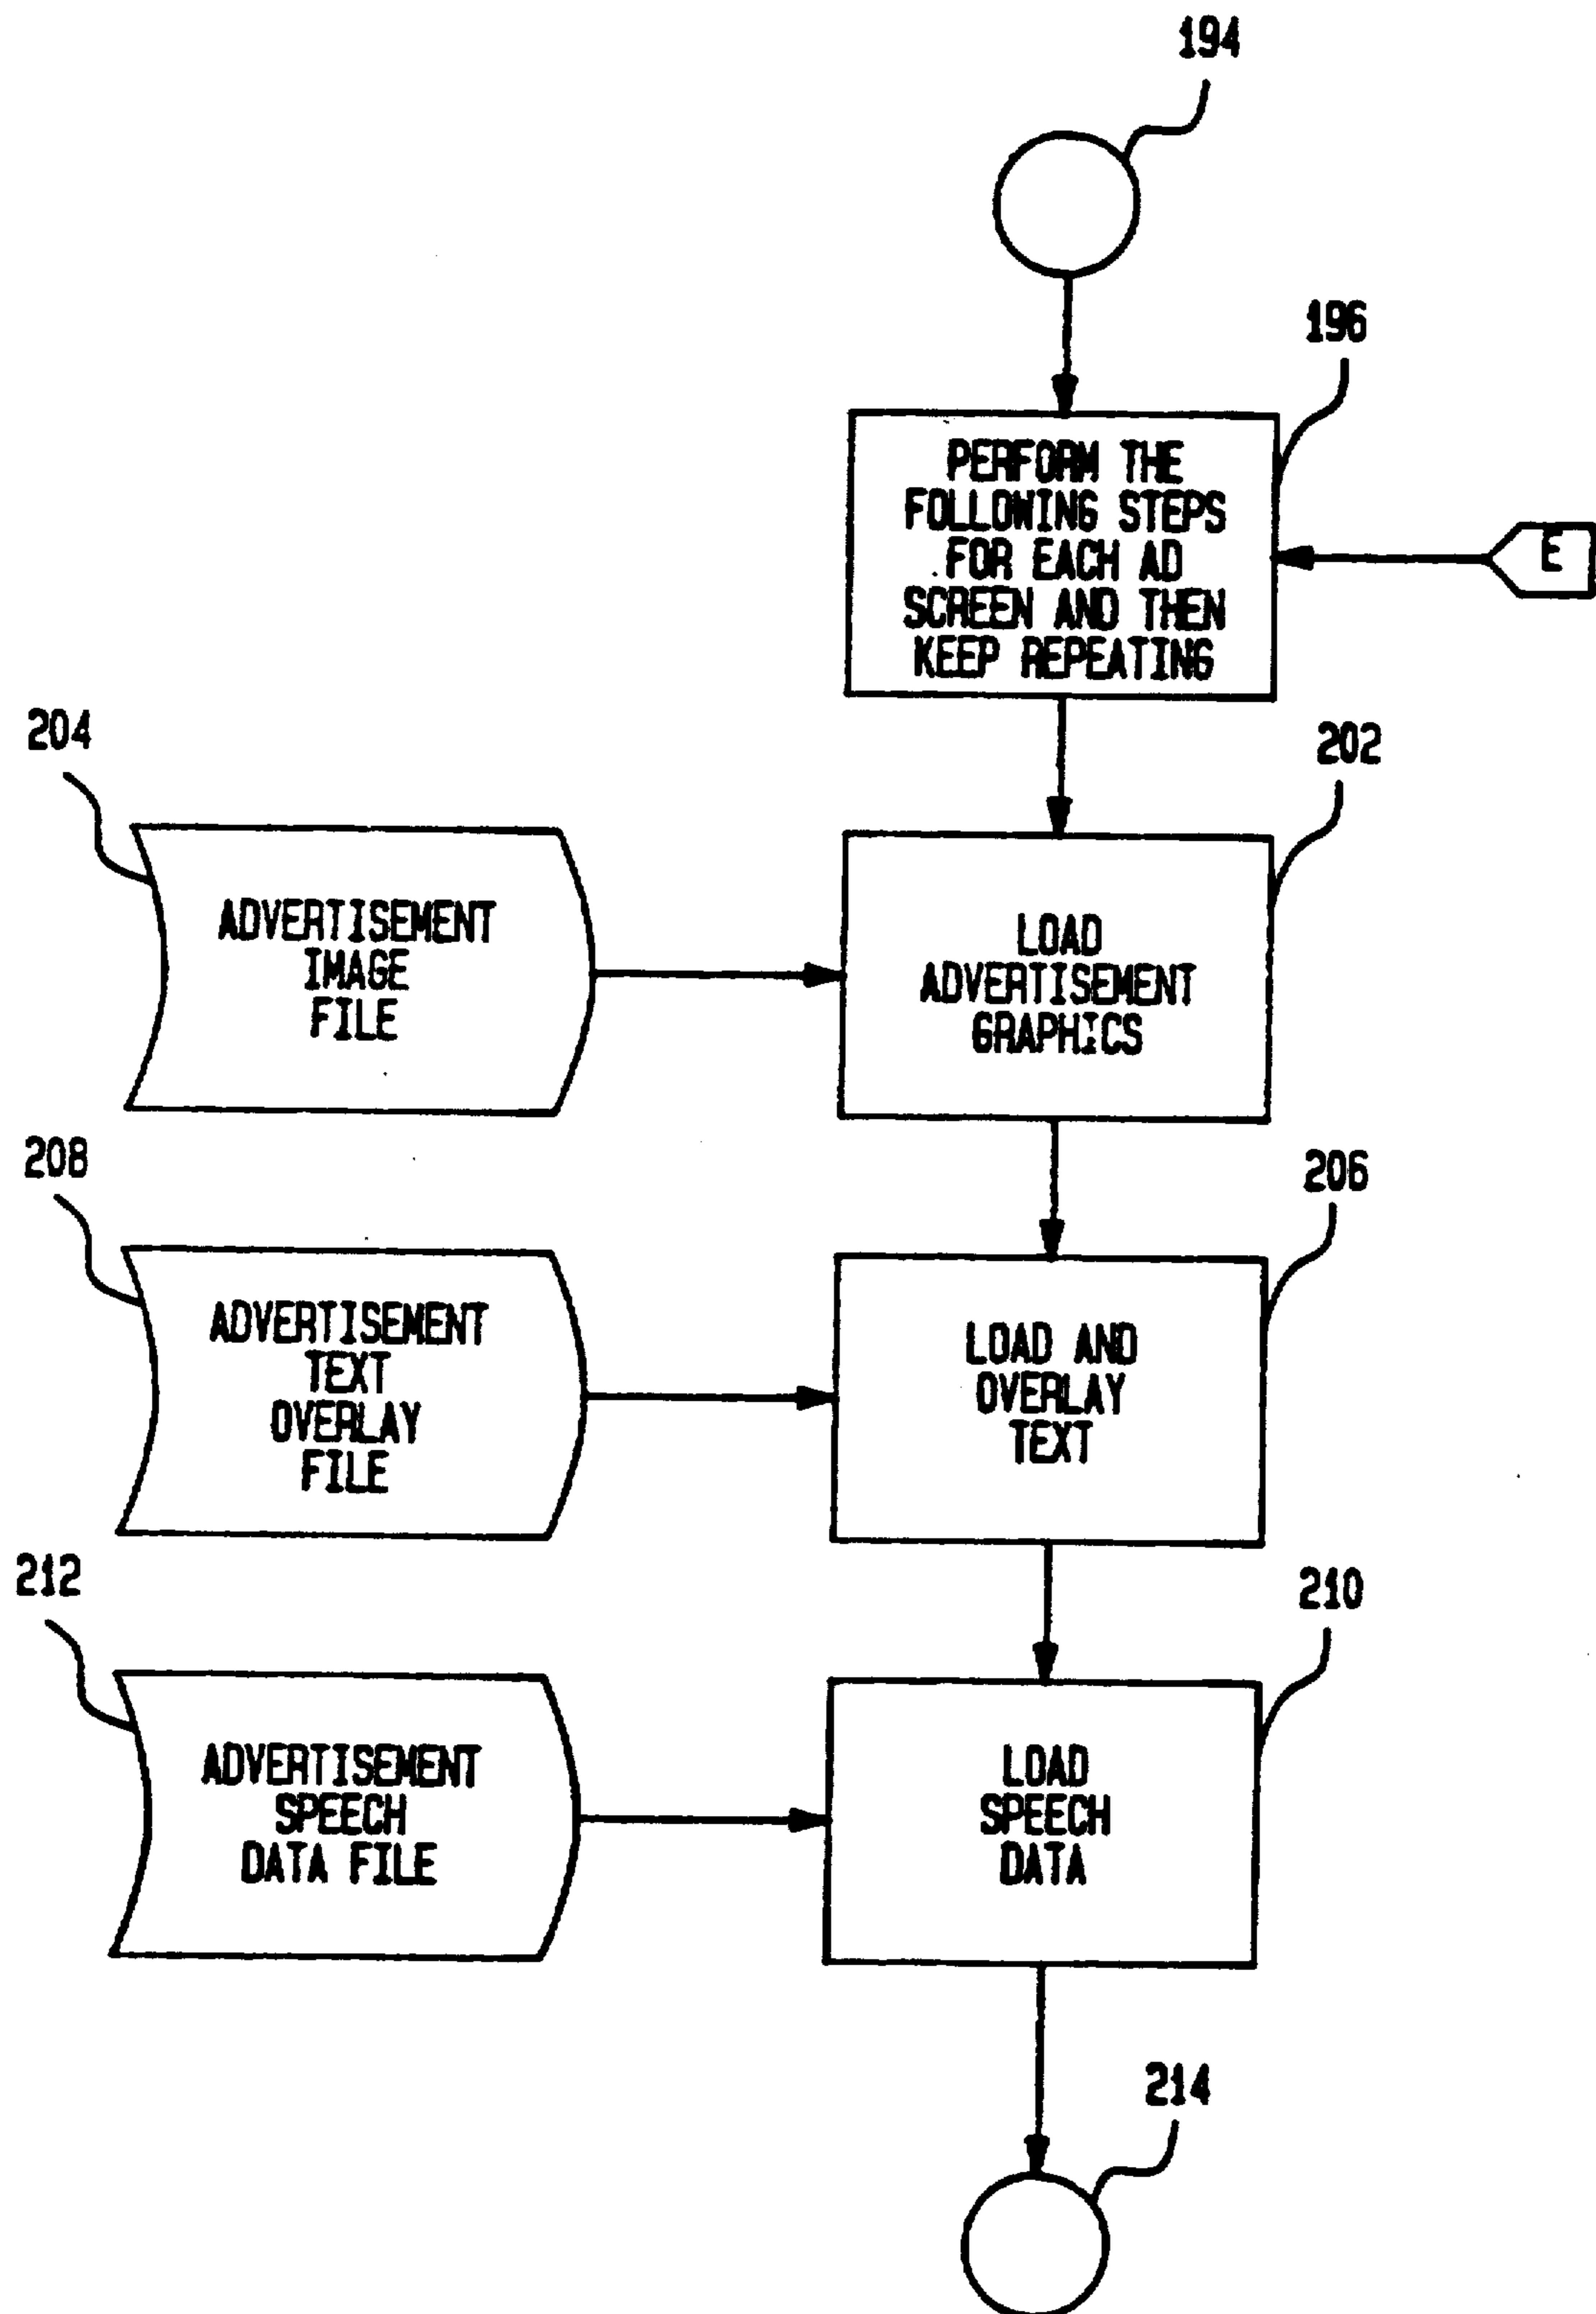 194
196
PERFORM THE
FOLLOWING STEPS
FOR EACH AD
SCREEN AND THEN
KEEP REPEATING
E
204
202
ADVERTISEMENT
IMAGE
FILE
LOAD
ADVERTISEMENT
GRAPHICS
208
206
ADVERTISEMENT
TEXT
OVERLAY
FILE
LOAD AND
OVERLAY
TEXT
212
210
ADVERTISEMENT
SPEECH
DATA FILE
LOAD
SPEECH
DATA
214